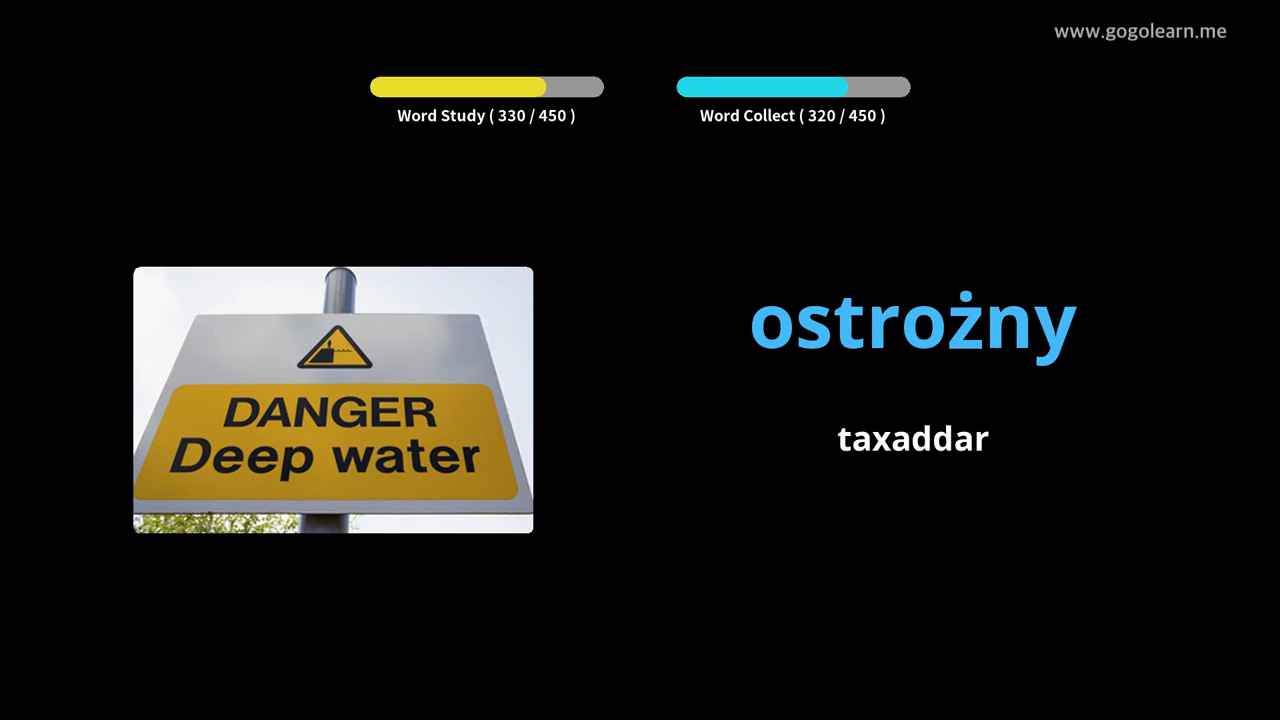 www.gogolearn.me
Word Study ( 330 / 450 )
Word Collect ( 320 / 450 )
DANGER
Deep water
ostrożny
taxaddar